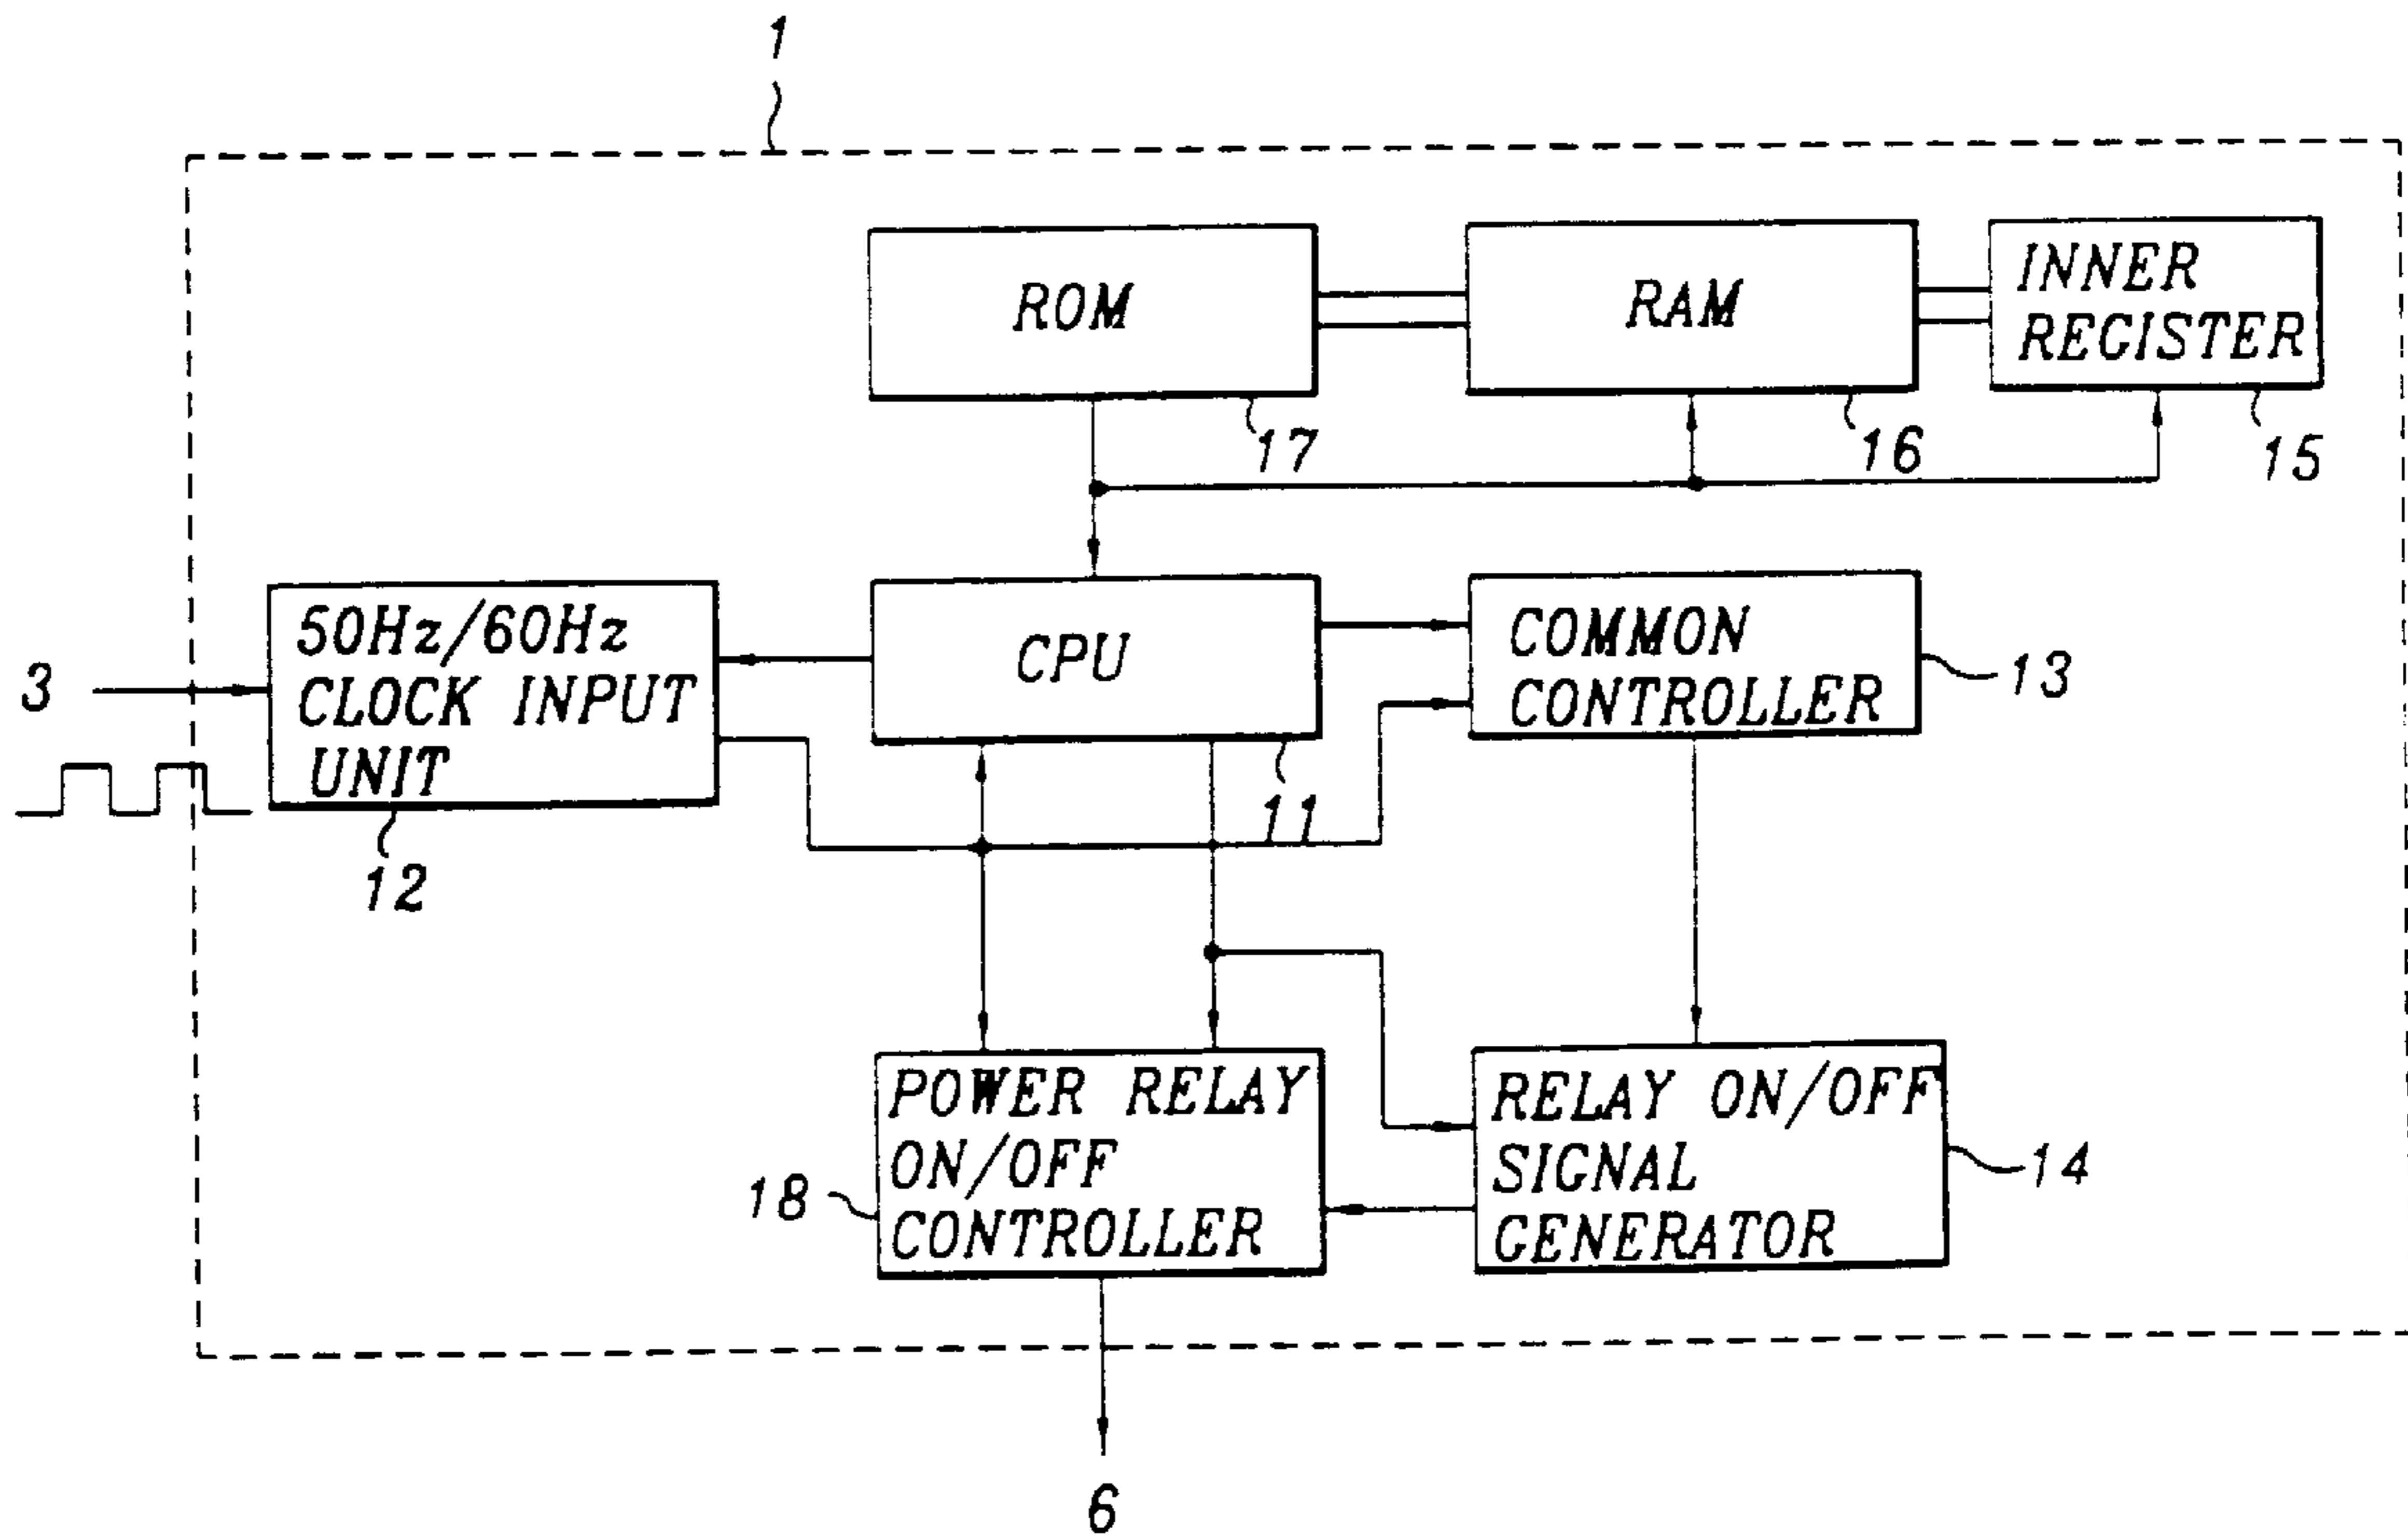 1
ROM
RAM
INNER
REGISTER
17
16
15
50Hz/60Hz
CLOCK INPUT
UNIT
CPU
COMMON
CONTROLLER
3
13
11
12
POWER RELAY
ON/OFF
CONTROLLER
RELAY ON/OFF
SIGNAL
GENERATOR
18
14
6